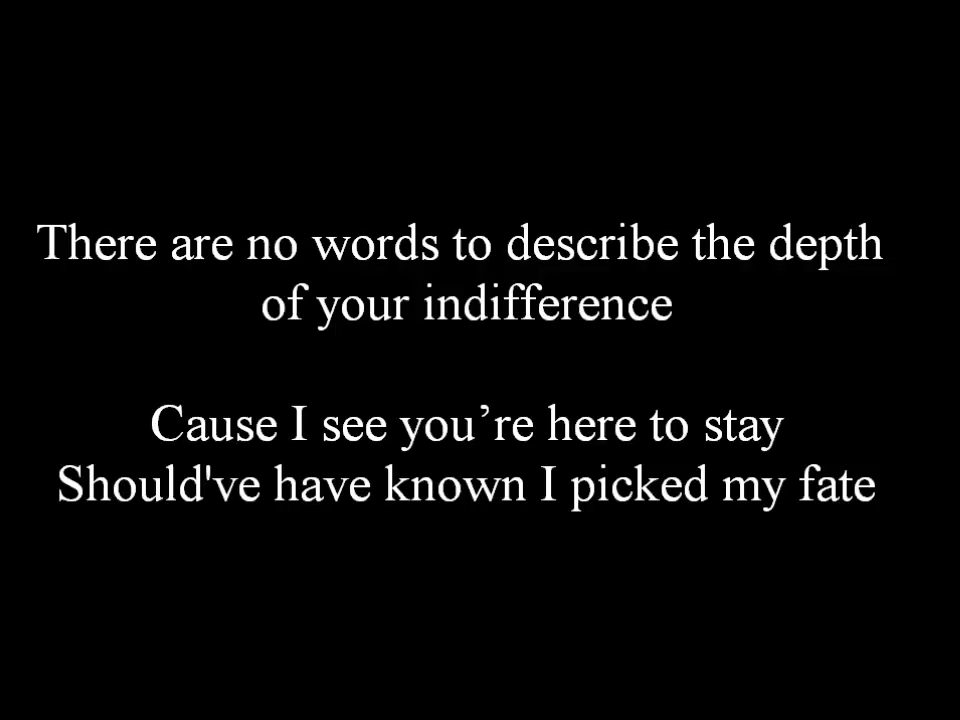 There are no words to describe the depth
of your indifference
Cause I see you’re here to stay
Should've have known I picked my fate